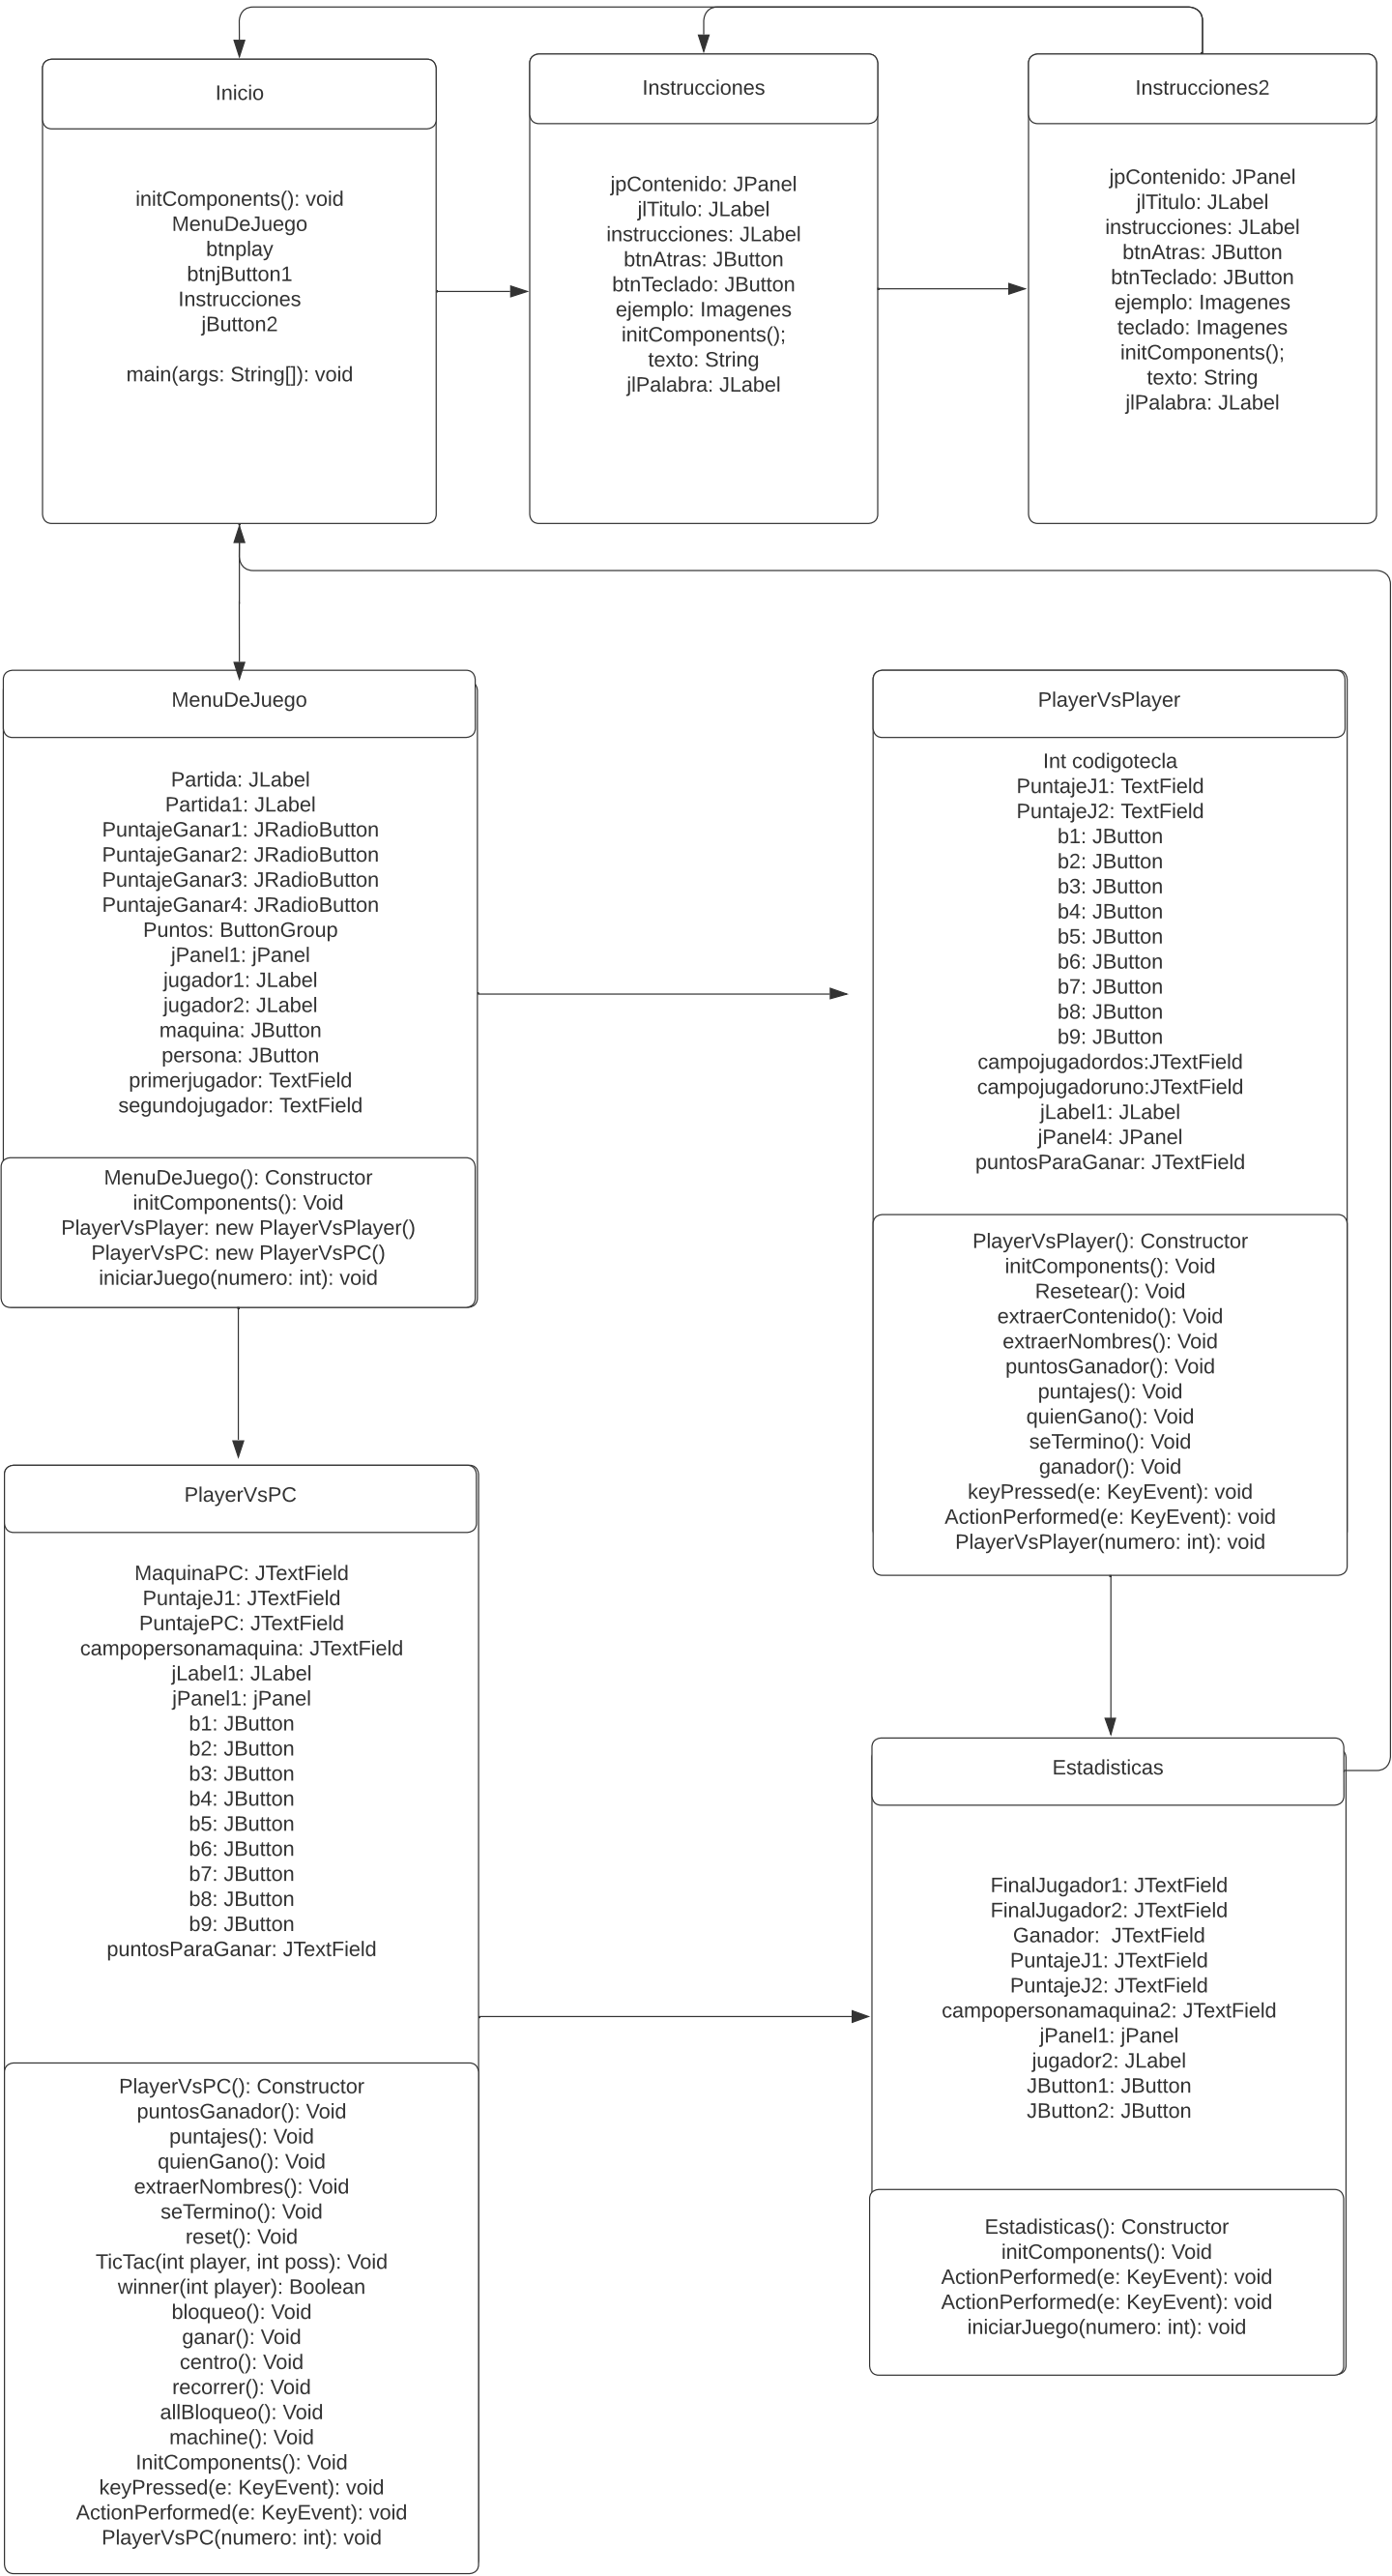 Inicio
initComponents(): void
MenuDeJuego
btnplay
btnjButton1
Instrucciones
jButton2
main(args: String[]): void
Instrucciones
jpContenido: JPanel
jlTitulo: JLabel
instrucciones: JLabel
btnAtras: JButton
btnTeclado: JButton
ejemplo: Imagenes
initComponents();
texto: String
jlPalabra: JLabel
Instrucciones2
jpContenido: JPanel
jlTitulo: JLabel
instrucciones: JLabel
btnAtras: JButton
btnTeclado: JButton
ejemplo: Imagenes
teclado: Imagenes
initComponents();
texto: String
jlPalabra: JLabel
MenuDeJuego
Partida: JLabel
Partida1: JLabel
PuntajeGanar1: JRadioButton
PuntajeGanar2: JRadioButton
PuntajeGanar3: JRadioButton
PuntajeGanar4: JRadioButton
Puntos: ButtonGroup
jPanel1: jPanel
jugador1: JLabel
jugador2: JLabel
maquina: JButton
persona: JButton
primerjugador: TextField
segundojugador: TextField
MenuDeJuego(): Constructor
initComponents(): Void
PlayerVsPlayer: new PlayerVsPlayer()
PlayerVsPC: new PlayerVsPC()
iniciarJuego(numero: int): void
PlayerVsPlayer
Int codigotecla
PuntajeJ1: TextField
PuntajeJ2: TextField
b1: JButton
b2: JButton
b3: JButton
b4: JButton
b5: JButton
b6: JButton
b7: JButton
b8: JButton
b9: JButton
campojugadordos:JTextField
campojugadoruno:JTextField
jLabel1: JLabel
jPanel4: JPanel
puntosParaGanar: JTextField
PlayerVsPlayer(): Constructor
initComponents(): Void
Resetear(): Void
extraerContenido(): Void
extraerNombres(): Void
puntosGanador(): Void
puntajes(): Void
quienGano(): Void
seTermino(): Void
ganador(): Void
keyPressed(e: KeyEvent): void
ActionPerformed(e: KeyEvent): void
PlayerVsPlayer(numero: int): void
PlayerVsPC
MaquinaPC: JTextField
PuntajeJ1: JTextField
PuntajePC: JTextField
campopersonamaquina: JTextField
jLabel1: JLabel
jPanel1: jPanel
b1: JButton
b2: JButton
b3: JButton
b4: JButton
b5: JButton
b6: JButton
b7: JButton
b8: JButton
b9: JButton
puntosParaGanar: JTextField
PlayerVsPC(): Constructor
puntosGanador(): Void
puntajes(): Void
quienGano(): Void
extraerNombres(): Void
seTermino(): Void
reset(): Void
TicTac(int player, int poss): Void
winner(int player): Boolean
bloqueo(): Void
ganar(): Void
centro(): Void
recorrer(): Void
allBloqueo(): Void
machine(): Void
InitComponents(): Void
keyPressed(e: KeyEvent): void
ActionPerformed(e: KeyEvent): void
PlayerVsPC(numero: int): void
Estadisticas
FinalJugador1: JTextField
FinalJugador2: JTextField
Ganador:  JTextField
PuntajeJ1: JTextField
PuntajeJ2: JTextField
campopersonamaquina2: JTextField
jPanel1: jPanel
jugador2: JLabel
JButton1: JButton
JButton2: JButton
Estadisticas(): Constructor
initComponents(): Void
ActionPerformed(e: KeyEvent): void
ActionPerformed(e: KeyEvent): void
iniciarJuego(numero: int): void